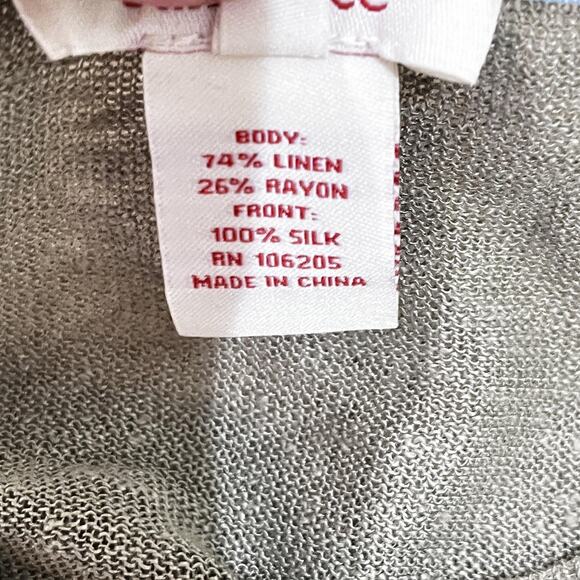 BODY:
74% LINEN
26% RAYON
FRONT:
100% SILK
RN 106205
MADE IN CHINA